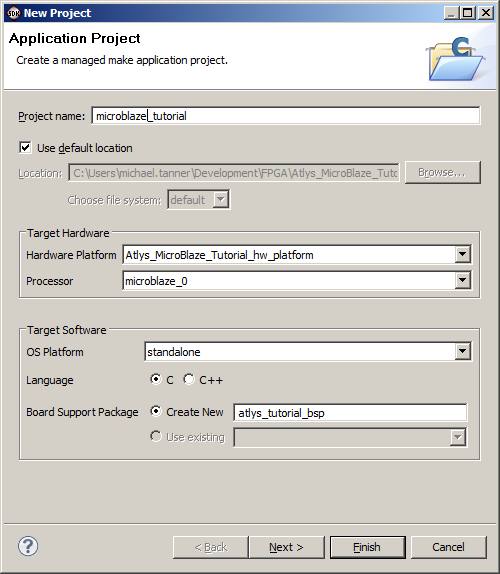 SDK New Project
Application Project
Create a managed make application project.
C
Project name: microblaze_tutorial
Use default location
Location: C:\Users\michael.tanner\Development\FPGA\Atlys_MicroBlaze_Tuto
Browse...
Choose file system: default
Target Hardware
Hardware Platform Atlys_MicroBlaze_Tutorial_hw_platform
Processor microblaze_0
Target Software
OS Platform standalone
Language C C++
Board Support Package Create New atlys_tutorial_bsp
Use existing
? < Back Next > Finish Cancel